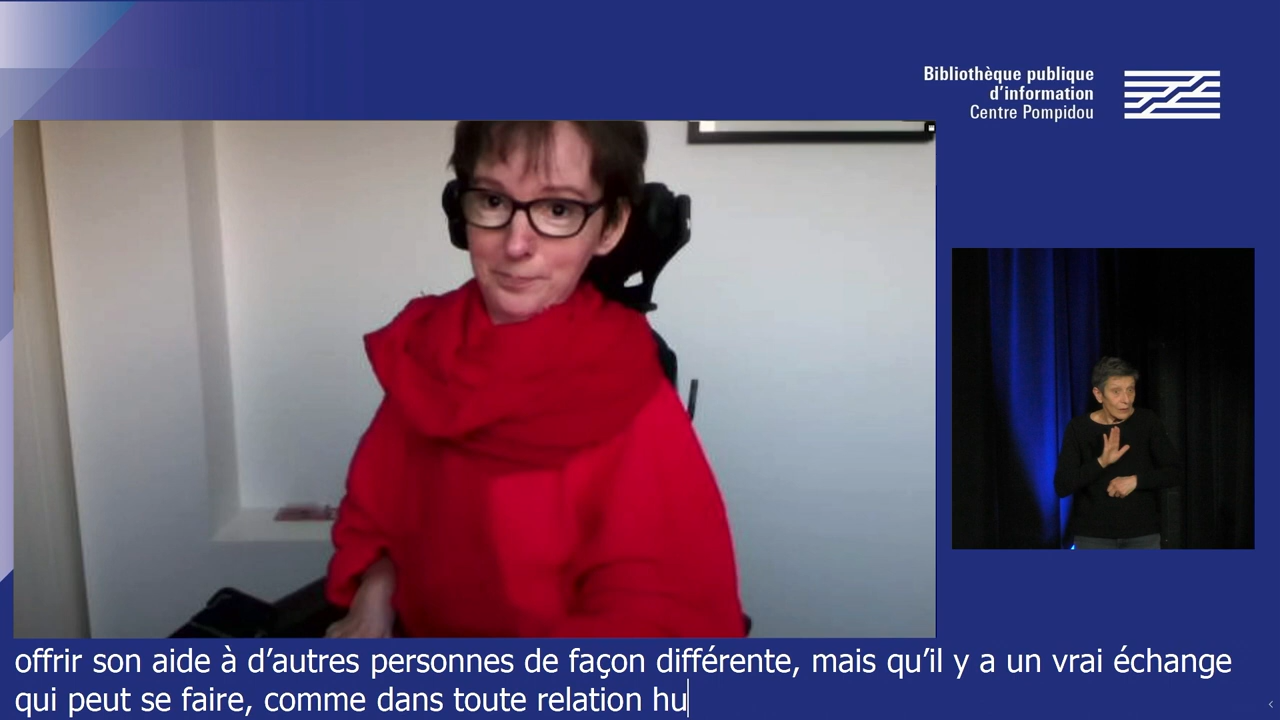 Bibliothèque publique
d'information
Centre Pompidou
offrir son aide à d'autres personnes de façon différente, mais qu'il y a un vrai échange
qui peut se faire, comme dans toute relation hu